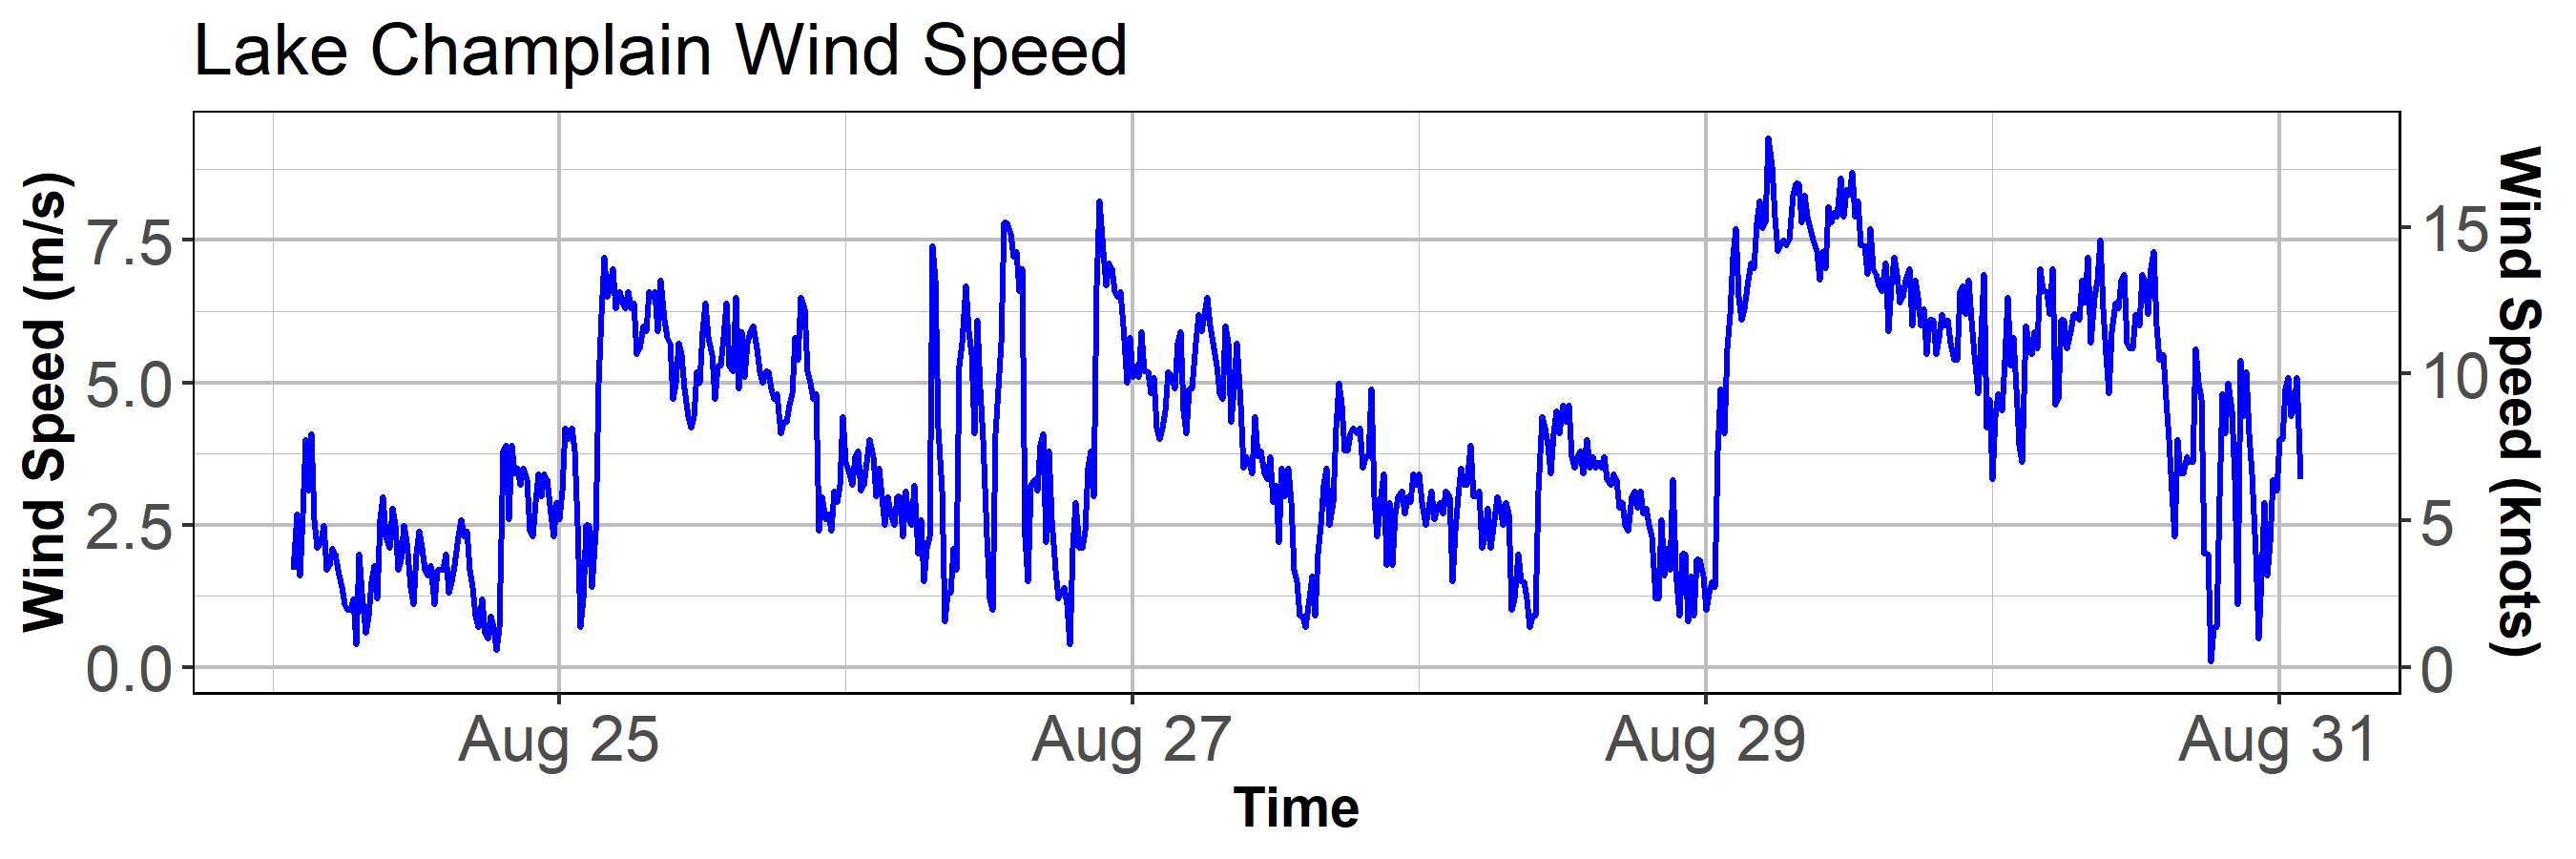 Lake Champlain Wind Speed
Wind Speed (m/s)
7.5
5.0
2.5
0.0
15
10
5
0
Wind Speed (knots)
Aug 25
Aug 27
Aug 29
Aug 31
Time